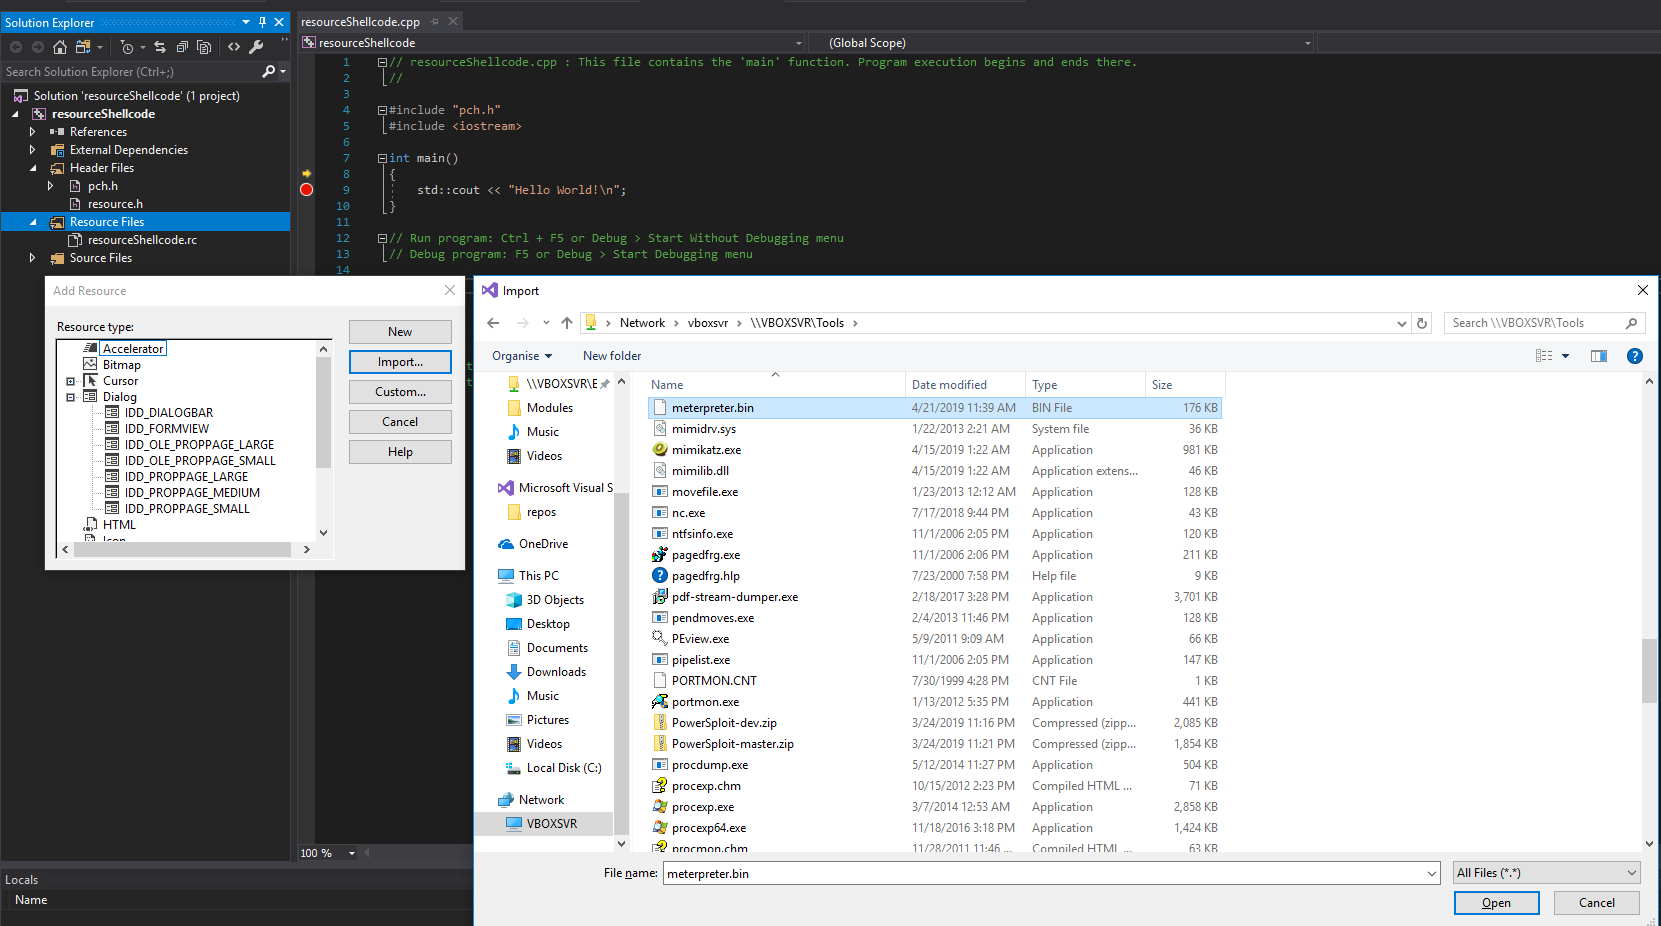 Solution Explorer
Search Solution Explorer (Ctrl+;)
Solution 'resourceShellcode' (1 project)
resourceShellcode
References
External Dependencies
Header Files
pch.h
resource.h
Resource Files
resourceShellcode.rc
Source Files
resourceShellcode.cpp
resourceShellcode
(Global Scope)
1 // resourceShellcode.cpp : This file contains the 'main' function. Program execution begins and ends there.
2 //
3
4 #include "pch.h"
5 #include <iostream>
6
7 int main()
8 {
9 std::cout << "Hello World!\n";
10 }
11
12 // Run program: Ctrl + F5 or Debug > Start Without Debugging menu
13 // Debug program: F5 or Debug > Start Debugging menu
14
Add Resource
Resource type:
Accelerator
Bitmap
Cursor
Dialog
IDD_DIALOGBAR
IDD_FORMVIEW
IDD_OLE_PROPPAGE_LARGE
IDD_OLE_PROPPAGE_SMALL
IDD_PROPPAGE_LARGE
IDD_PROPPAGE_MEDIUM
IDD_PROPPAGE_SMALL
HTML
Icon
New
Import...
Custom...
Cancel
Help
Import
Network > vboxsvr > \\VBOXSVR\Tools >
Search \\VBOXSVR\Tools
Organise
New folder
\\VBOXSVR\E
Modules
Music
Videos
Microsoft Visual S
repos
OneDrive
This PC
3D Objects
Desktop
Documents
Downloads
Music
Pictures
Videos
Local Disk (C:)
Network
VBOXSVR
Name Date modified Type Size
meterpreter.bin 4/21/2019 11:39 AM BIN File 176 KB
mimidrv.sys 1/22/2013 2:21 AM System file 36 KB
mimikatz.exe 4/15/2019 1:22 AM Application 981 KB
mimilib.dll 4/15/2019 1:22 AM Application extens... 46 KB
movefile.exe 1/23/2013 12:12 AM Application 128 KB
nc.exe 7/17/2018 9:44 PM Application 43 KB
ntfsinfo.exe 11/1/2006 2:05 PM Application 120 KB
pagedfrg.exe 11/1/2006 2:06 PM Application 211 KB
pagedfrg.hlp 7/23/2000 7:58 PM Help file 9 KB
pdf-stream-dumper.exe 2/18/2017 3:28 PM Application 3,701 KB
pendmoves.exe 2/4/2013 11:46 PM Application 128 KB
PEview.exe 5/9/2011 9:09 AM Application 66 KB
pipelist.exe 11/1/2006 2:05 PM Application 147 KB
PORTMON.CNT 7/30/1999 4:28 PM CNT File 1 KB
portmon.exe 1/13/2012 5:35 PM Application 441 KB
PowerSploit-dev.zip 3/24/2019 11:16 PM Compressed (zipp... 2,085 KB
PowerSploit-master.zip 3/24/2019 11:21 PM Compressed (zipp... 1,854 KB
procdump.exe 5/12/2014 11:27 PM Application 504 KB
procexp.chm 10/15/2012 2:23 PM Compiled HTML ... 71 KB
procexp.exe 3/7/2014 12:53 AM Application 2,858 KB
procexp64.exe 11/18/2016 3:18 PM Application 1,424 KB
procmon.chm 11/28/2011 11:46 ... Compiled HTML ... 63 KB
File name: meterpreter.bin
All Files (*.*)
Open
Cancel
100 %
Locals
Name